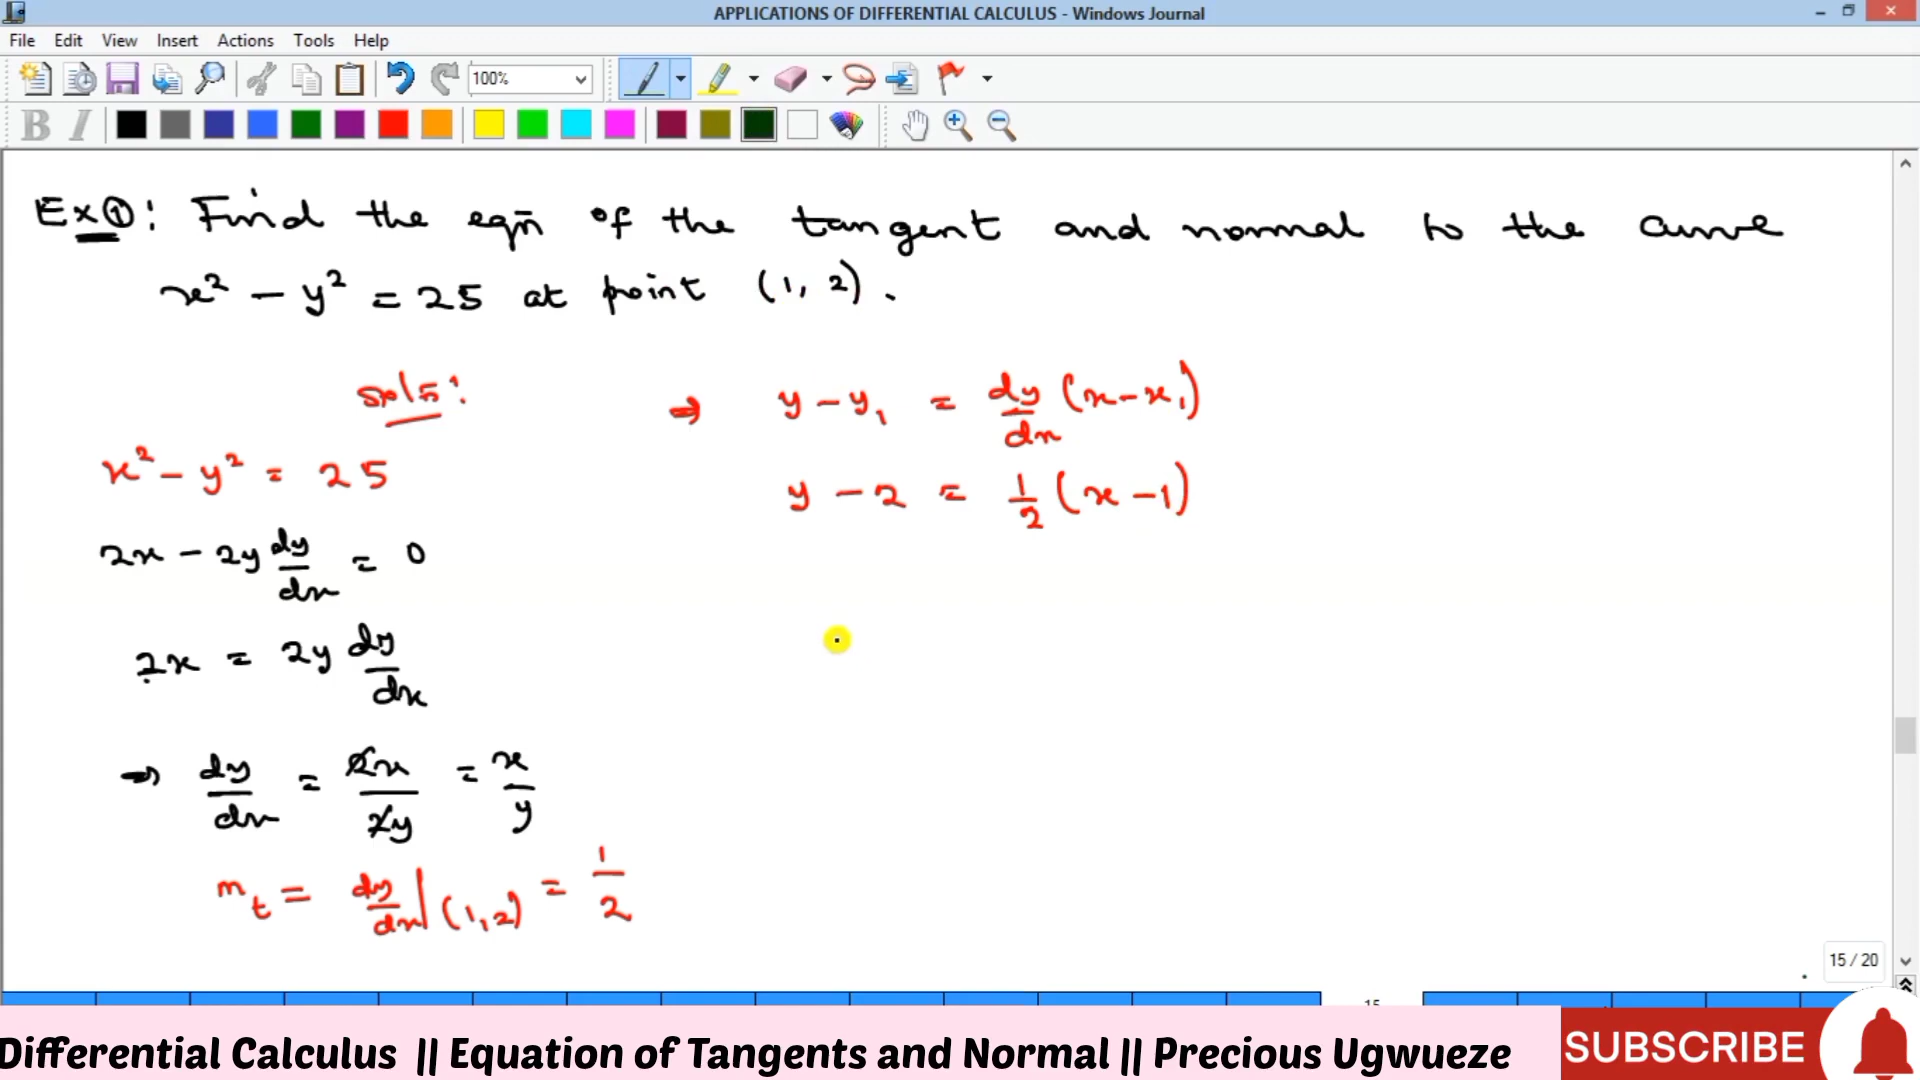 APPLICATIONS OF DIFFERENTIAL CALCULUS - Windows Journal
File Edit View Insert Actions Tools Help
100%
B I
Ex①: Find the eqn̄ of the tangent and normal to the curve
x² - y² = 25 at point (1, 2).
Soln̄:
x² - y² = 25
2x - 2y dy/dx = 0
2x = 2y dy/dx
⇒ dy/dx = 2x/2y = x/y
m_t = dy/dx | (1,2) = 1/2
⇒ y - y₁ = dy/dx (x - x₁)
y - 2 = 1/2 (x - 1)
15 / 20
15
Differential Calculus || Equation of Tangents and Normal || Precious Ugwueze
SUBSCRIBE